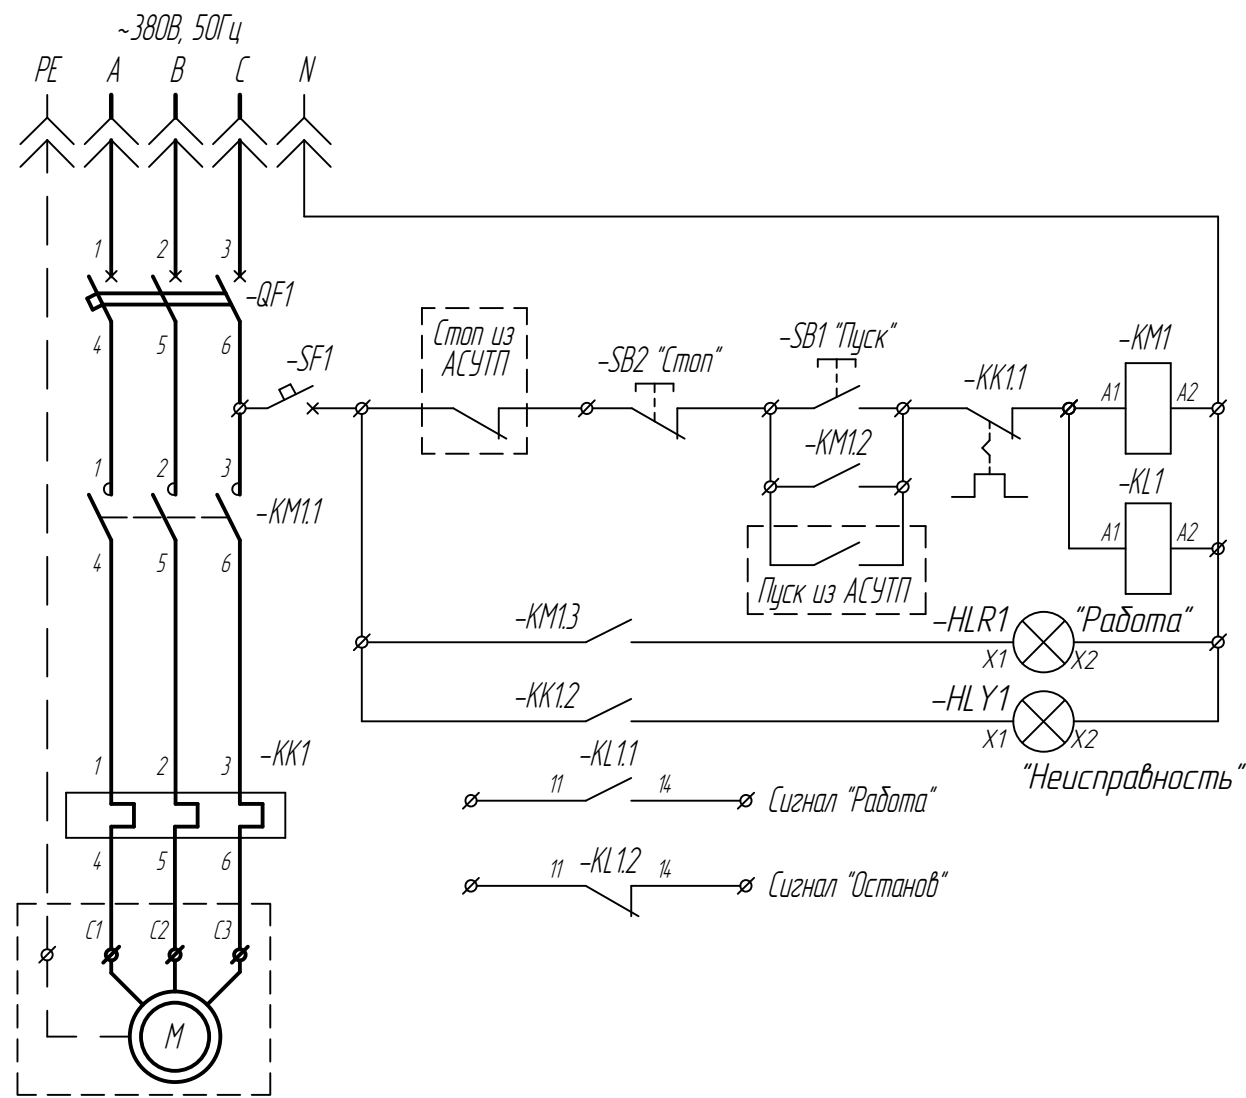 ~380В, 50Гц
PE A B C N
1 2 3
-QF1
4 5 6
-SF1
Стоп из
АСУТП
-SB2 "Стоп"
-SB1 "Пуск"
-KK1.1
-KM1
A1 A2
-KM1.2
-KL1
A1 A2
Пуск из АСУТП
1 2 3
-KM1.1
4 5 6
-KM1.3
-HLR1 "Работа"
X1 X2
-KK1.2
-HLY1
X1 X2
"Неисправность"
-KL1.1
11 14 Сигнал "Работа"
-KL1.2
11 14 Сигнал "Останов"
1 2 3
-KK1
4 5 6
C1 C2 C3
M